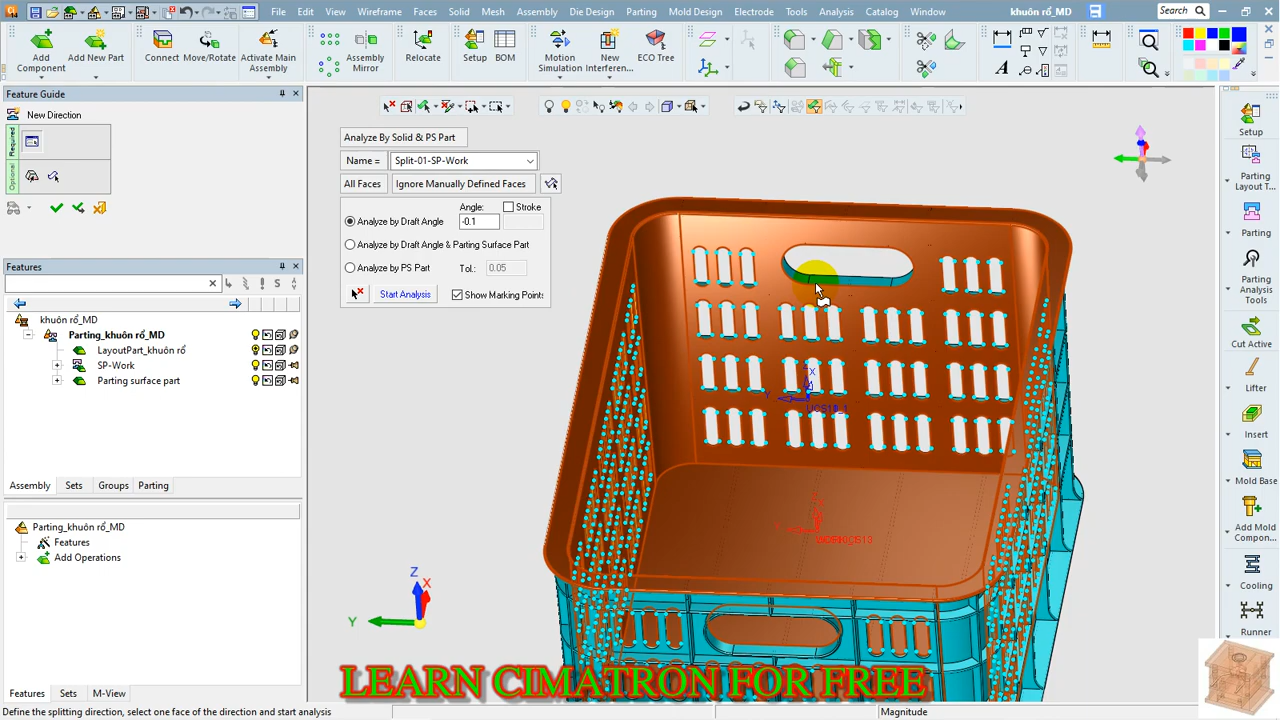 File Edit View Wireframe Faces Solid Mesh Assembly Die Design Parting Mold Design Electrode Tools Analysis Catalog Window khuôn rổ_MD Search
Add Component Add New Part Connect Move/Rotate Activate Main Assembly Assembly Mirror Relocate Setup BOM Motion Simulation New Interferen... ECO Tree
Feature Guide
New Direction
Required
Optional
Analyze By Solid & PS Part
Name = Split-01-SP-Work
All Faces Ignore Manually Defined Faces
Angle: Stroke
Analyze by Draft Angle -0.1
Analyze by Draft Angle & Parting Surface Part
Analyze by PS Part Tol.: 0.05
Start Analysis Show Marking Points
Features
khuôn rổ_MD
Parting_khuôn rổ_MD
LayoutPart_khuôn rổ
SP-Work
Parting surface part
Assembly Sets Groups Parting
Parting_khuôn rổ_MD
Features
Add Operations
Features Sets M-View
Setup
Parting Layout T...
Parting
Parting Analysis Tools
Cut Active
Lifter
Insert
Mold Base
Add Mold Compon...
Cooling
Runner
X
Y
X
Z
X
Y
LEARN CIMATRON FOR FREE
Define the splitting direction, select one face of the direction and start analysis
Magnitude